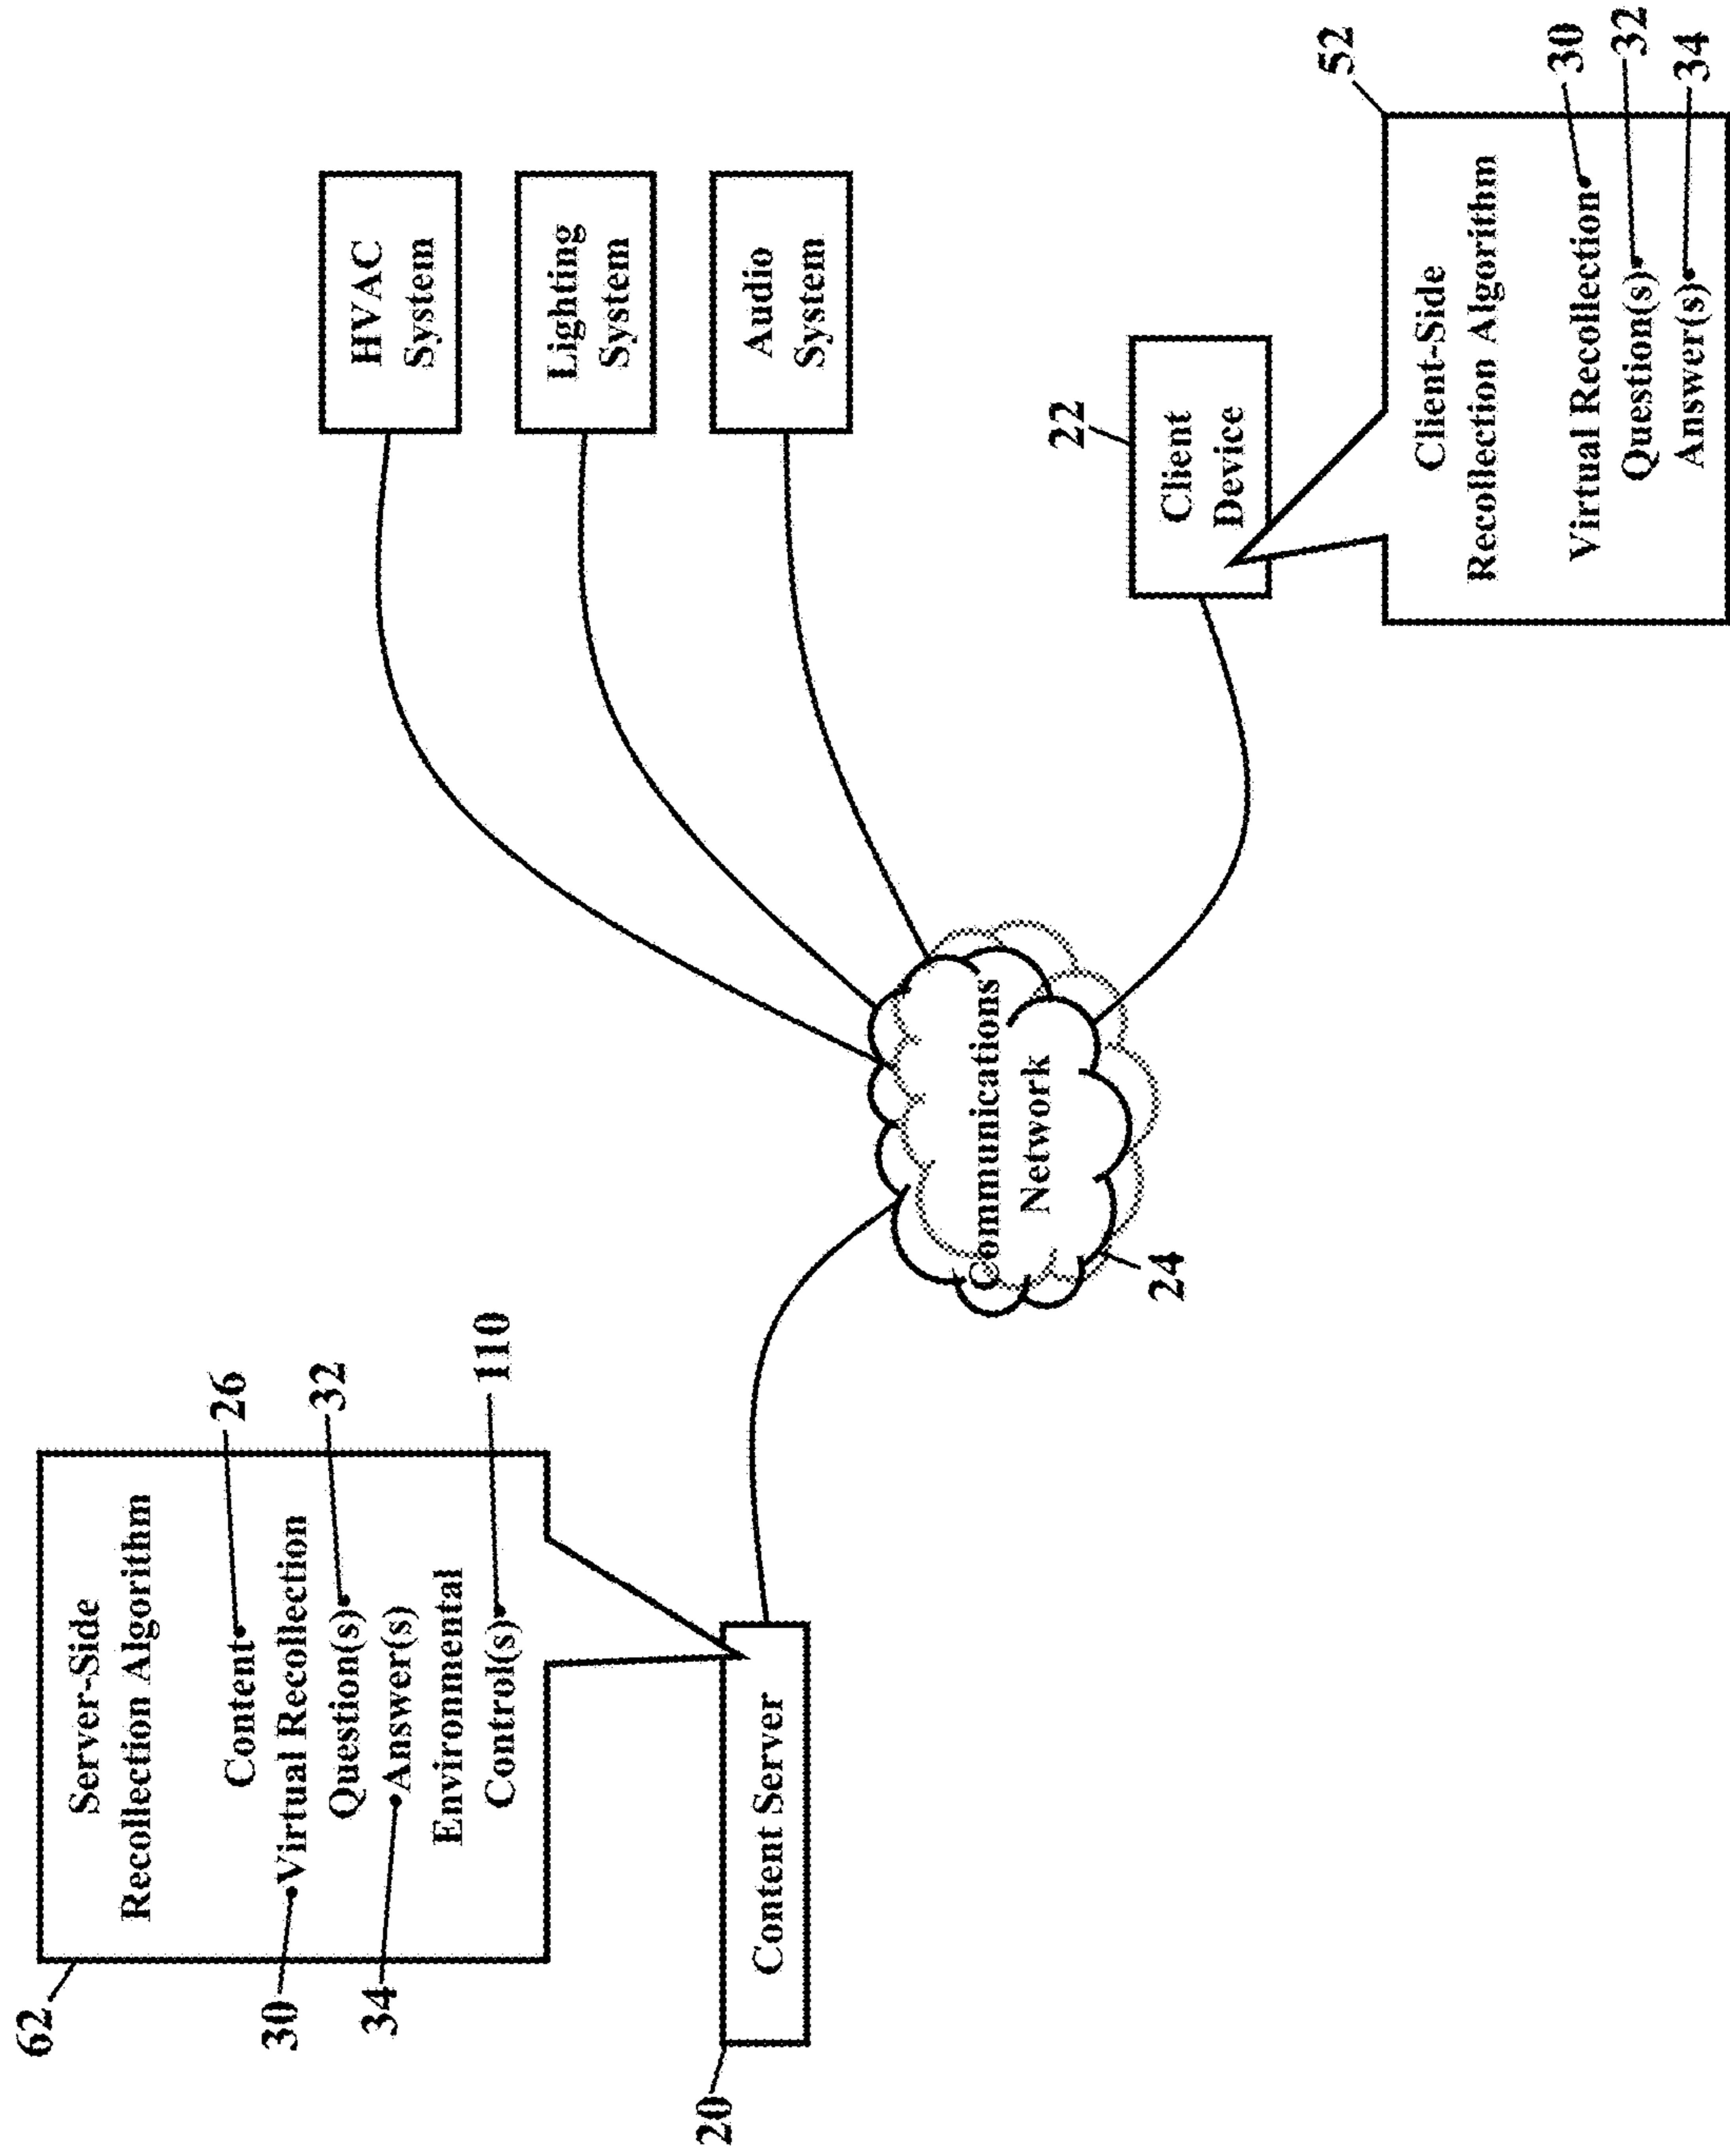 62
Server-Side
Recollection Algorithm
Content
26
30
Virtual Recollection
Question(s)
32
34
Answer(s)
Environmental
Control(s)
110
20
Content Server
Communications
Network
24
HVAC
System
Lighting
System
Audio
System
22
Client
Device
52
Client-Side
Recollection Algorithm
Virtual Recollection
30
Question(s)
32
Answer(s)
34